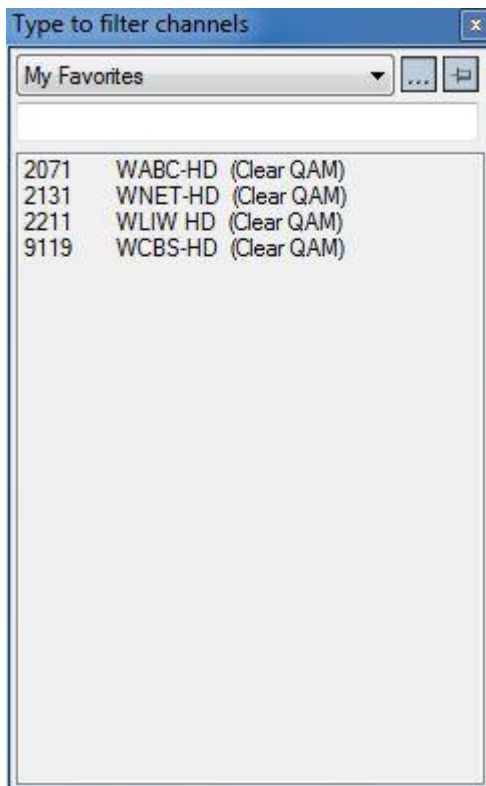 Type to filter channels
My Favorites
...
2071 WABC-HD (Clear QAM)
2131 WNET-HD (Clear QAM)
2211 WLIW HD (Clear QAM)
9119 WCBS-HD (Clear QAM)